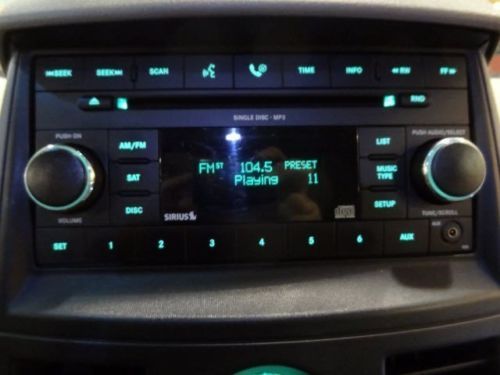 SEEK SEEK SCAN TIME INFO RW FF
RND
SINGLE DISC · MP3
PUSH ON
VOLUME
AM/FM
SAT
DISC
FM ST 104.5 PRESET
Playing 11
SIRIUS
LIST
MUSIC
TYPE
SETUP
PUSH AUDIO/SELECT
TUNE/SCROLL
SET 1 2 3 4 5 6 AUX